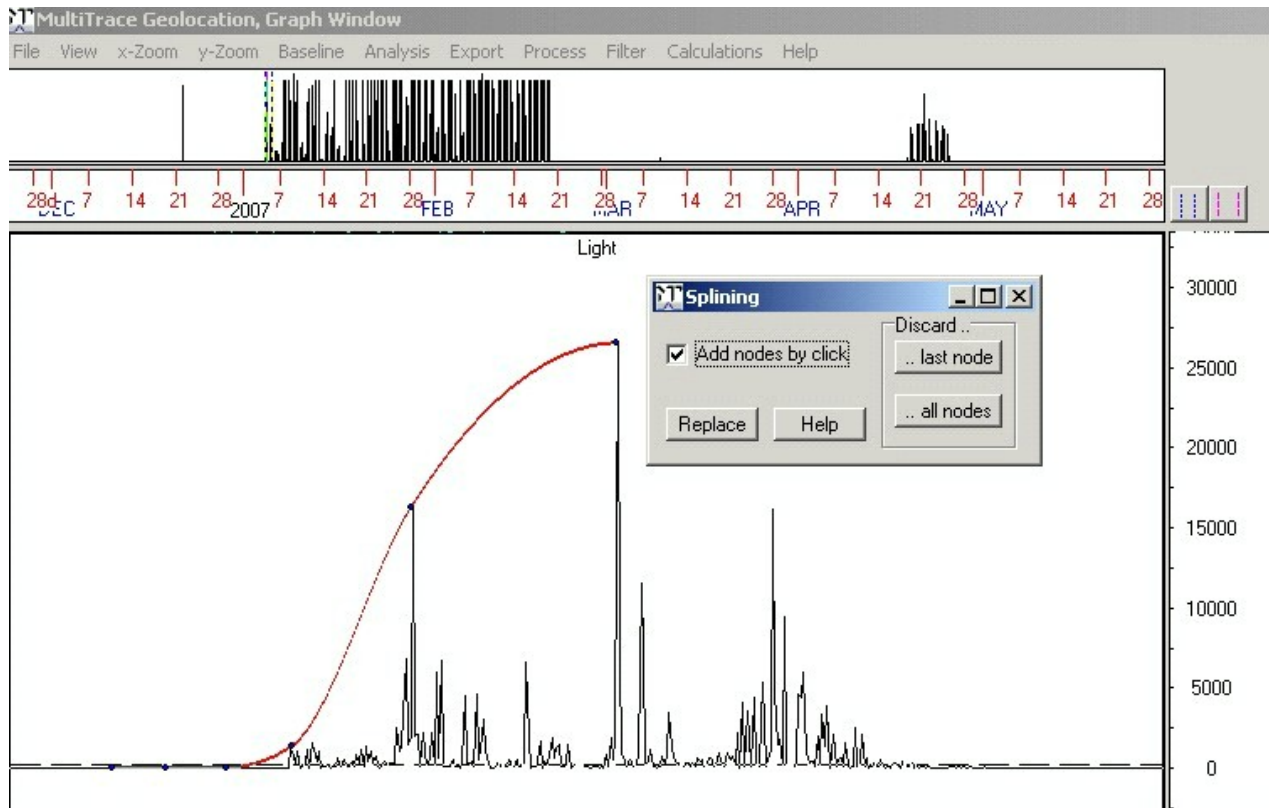 MultiTrace Geolocation, Graph Window
File View x-Zoom y-Zoom Baseline Analysis Export Process Filter Calculations Help
28 7 14 21 28 7 14 21 28 7 14 21 28 7 14 21 28 7 14 21 28 7 14 21 28
2007 FEB APR
Light
Splining
Add nodes by click
Discard ..
.. last node
.. all nodes
Replace Help
30000
25000
20000
15000
10000
5000
0